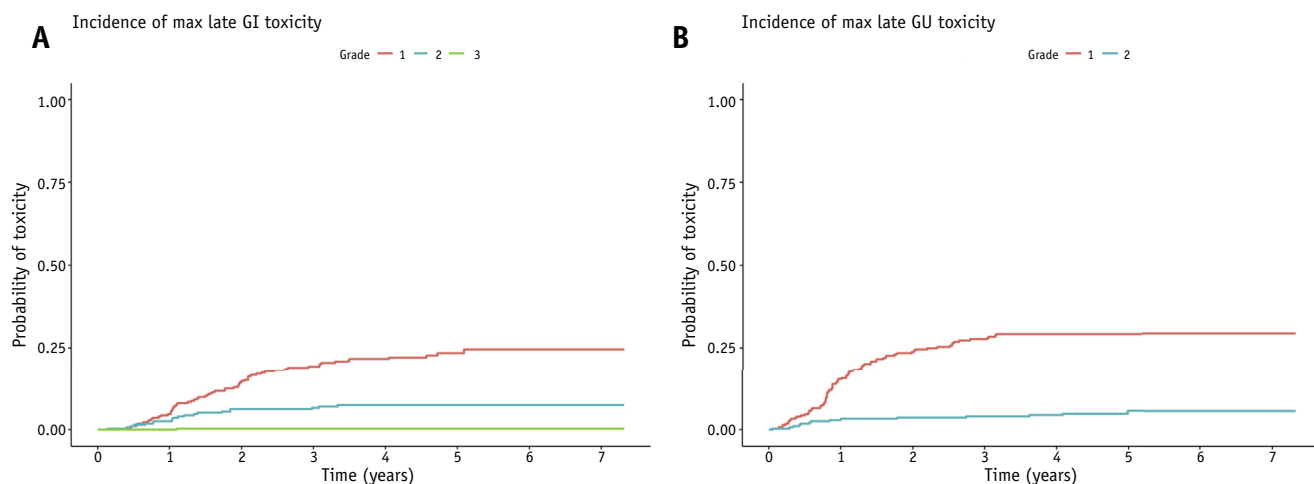 A
Incidence of max late GI toxicity
Grade 1 2 3
Probability of toxicity
1.00
0.75
0.50
0.25
0.00
0 1 2 3 4 5 6 7
Time (years)
B
Incidence of max late GU toxicity
Grade 1 2
Probability of toxicity
1.00
0.75
0.50
0.25
0.00
0 1 2 3 4 5 6 7
Time (years)